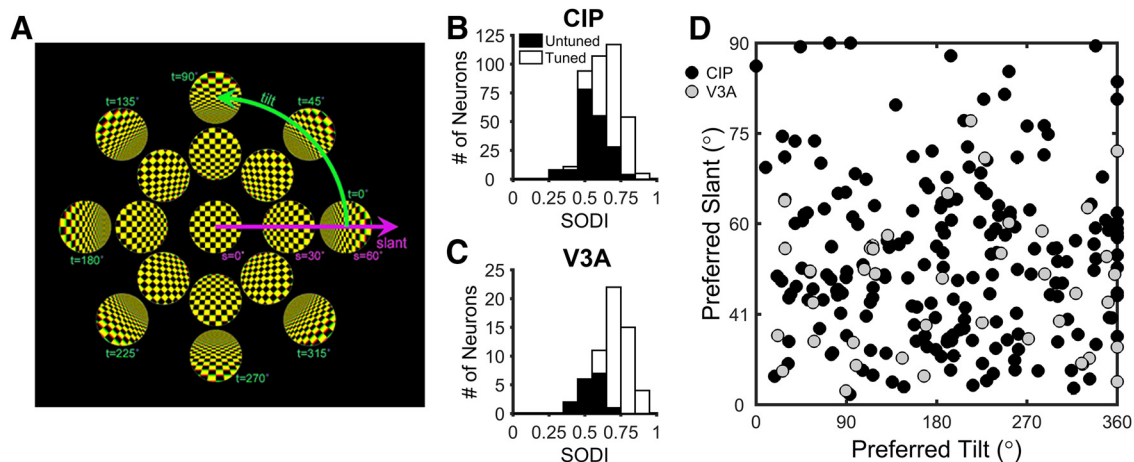 A
t=90°
tilt
t=45°
t=135°
t=0°
slant
s=0°
s=30°
s=60°
t=180°
t=225°
t=315°
t=270°
B
CIP
Untuned
Tuned
# of Neurons
125
100
75
50
25
0
0 0.25 0.5 0.75 1
SODI
C
V3A
# of Neurons
25
20
15
10
5
0
0 0.25 0.5 0.75 1
SODI
D
CIP
V3A
Preferred Slant (°)
90
75
60
41
0
0 90 180 270 360
Preferred Tilt (°)